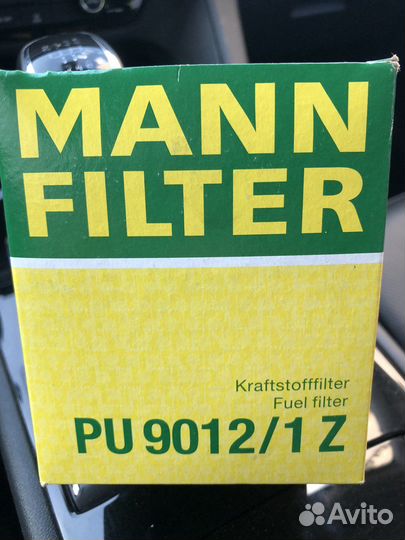 MANN
FILTER
Kraftstofffilter
Fuel filter
PU 9012/1 Z
Avito